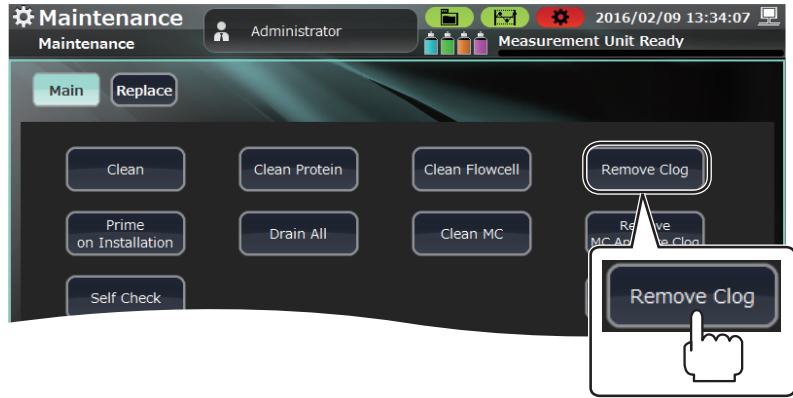 Maintenance
Administrator
2016/02/09 13:34:07
Maintenance
Measurement Unit Ready
Main
Replace
Clean
Clean Protein
Clean Flowcell
Remove Clog
Prime
on Installation
Drain All
Clean MC
Clog
Self Check
Remove Clog